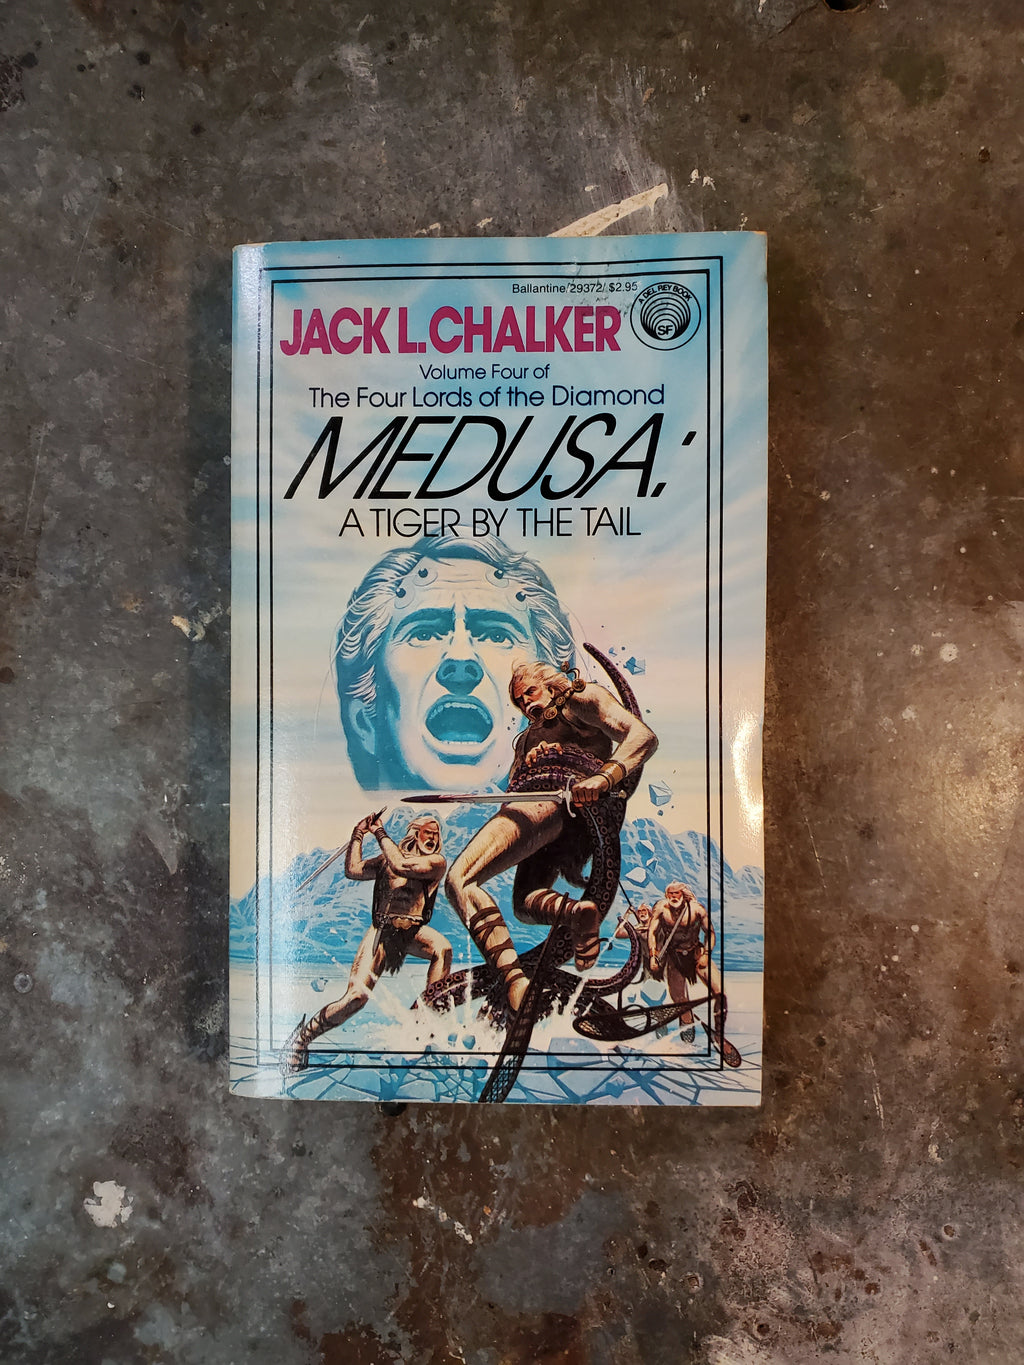 Ballantine/29372/$2.95
A DEL REY BOOK
SF
JACK L. CHALKER
Volume Four of
The Four Lords of the Diamond
MEDUSA:
A TIGER BY THE TAIL